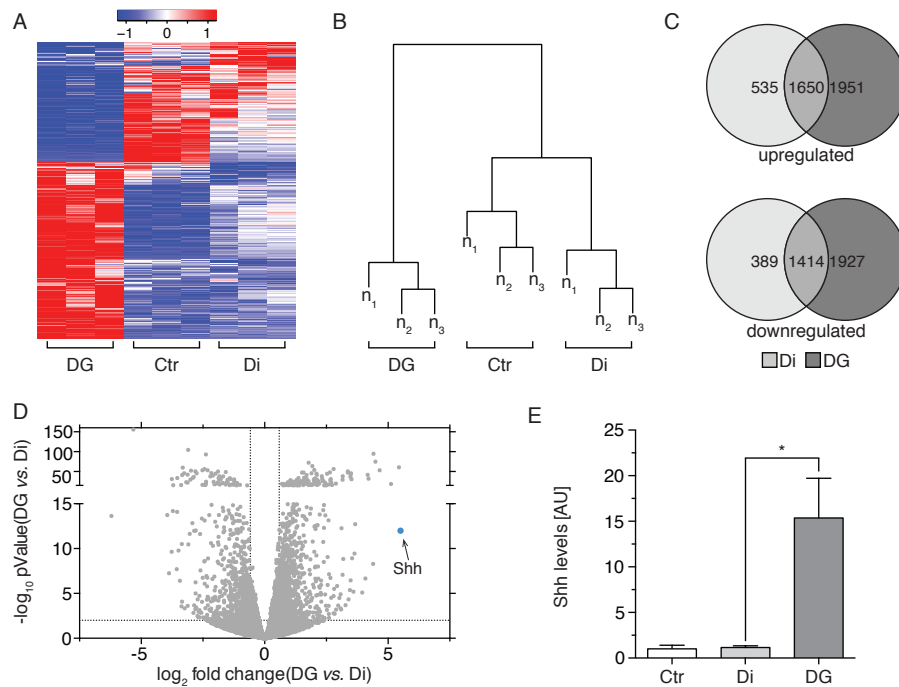 A
−1 0 1
DG Ctr Di
B
n1 n2 n3
n1 n2 n3
n1 n2 n3
DG Ctr Di
C
535 1650 1951
upregulated
389 1414 1927
downregulated
Di DG
D
-log10 pValue(DG vs. Di)
150
100
50
15
10
5
0
Shh
-5 0 5
log2 fold change(DG vs. Di)
E
Shh levels [AU]
25
20
15
10
5
0
*
Ctr Di DG